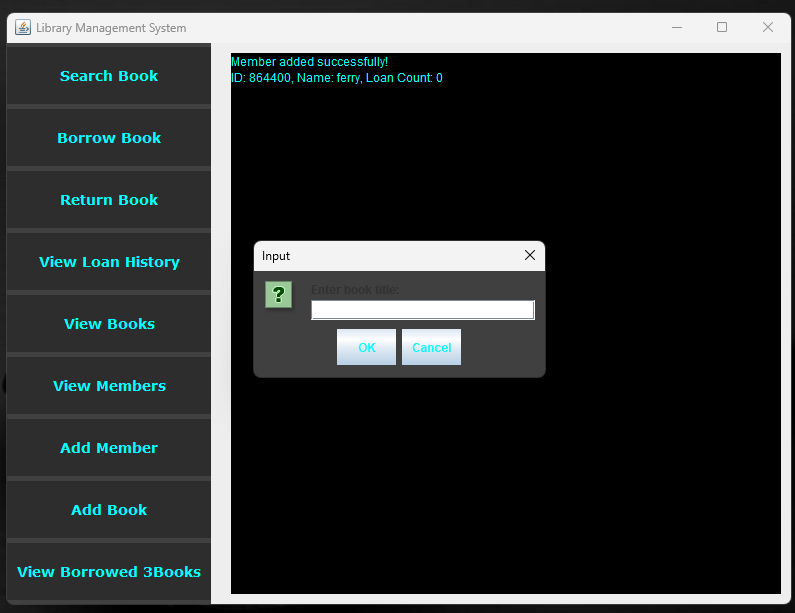 Library Management System
Search Book
Borrow Book
Return Book
View Loan History
View Books
View Members
Add Member
Add Book
View Borrowed 3Books
Member added successfully!
ID: 864400, Name: ferry, Loan Count: 0
Input
?
Enter book title:
OK
Cancel